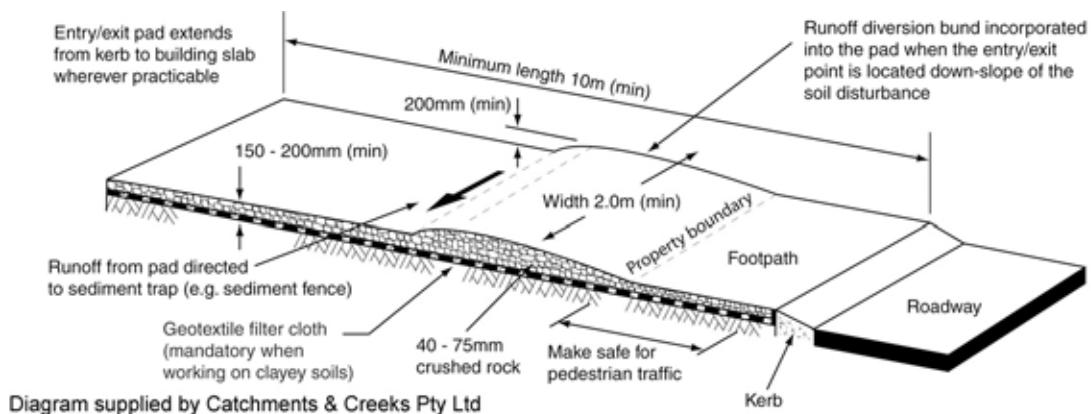 Entry/exit pad extends
from kerb to building slab
wherever practicable
Minimum length 10m (min)
Runoff diversion bund incorporated
into the pad when the entry/exit
point is located down-slope of the
soil disturbance
200mm (min)
150 - 200mm (min)
Width 2.0m (min)
Property boundary
Footpath
Roadway
Runoff from pad directed
to sediment trap (e.g. sediment fence)
Geotextile filter cloth
(mandatory when
working on clayey soils)
40 - 75mm
crushed rock
Make safe for
pedestrian traffic
Kerb
Diagram supplied by Catchments & Creeks Pty Ltd